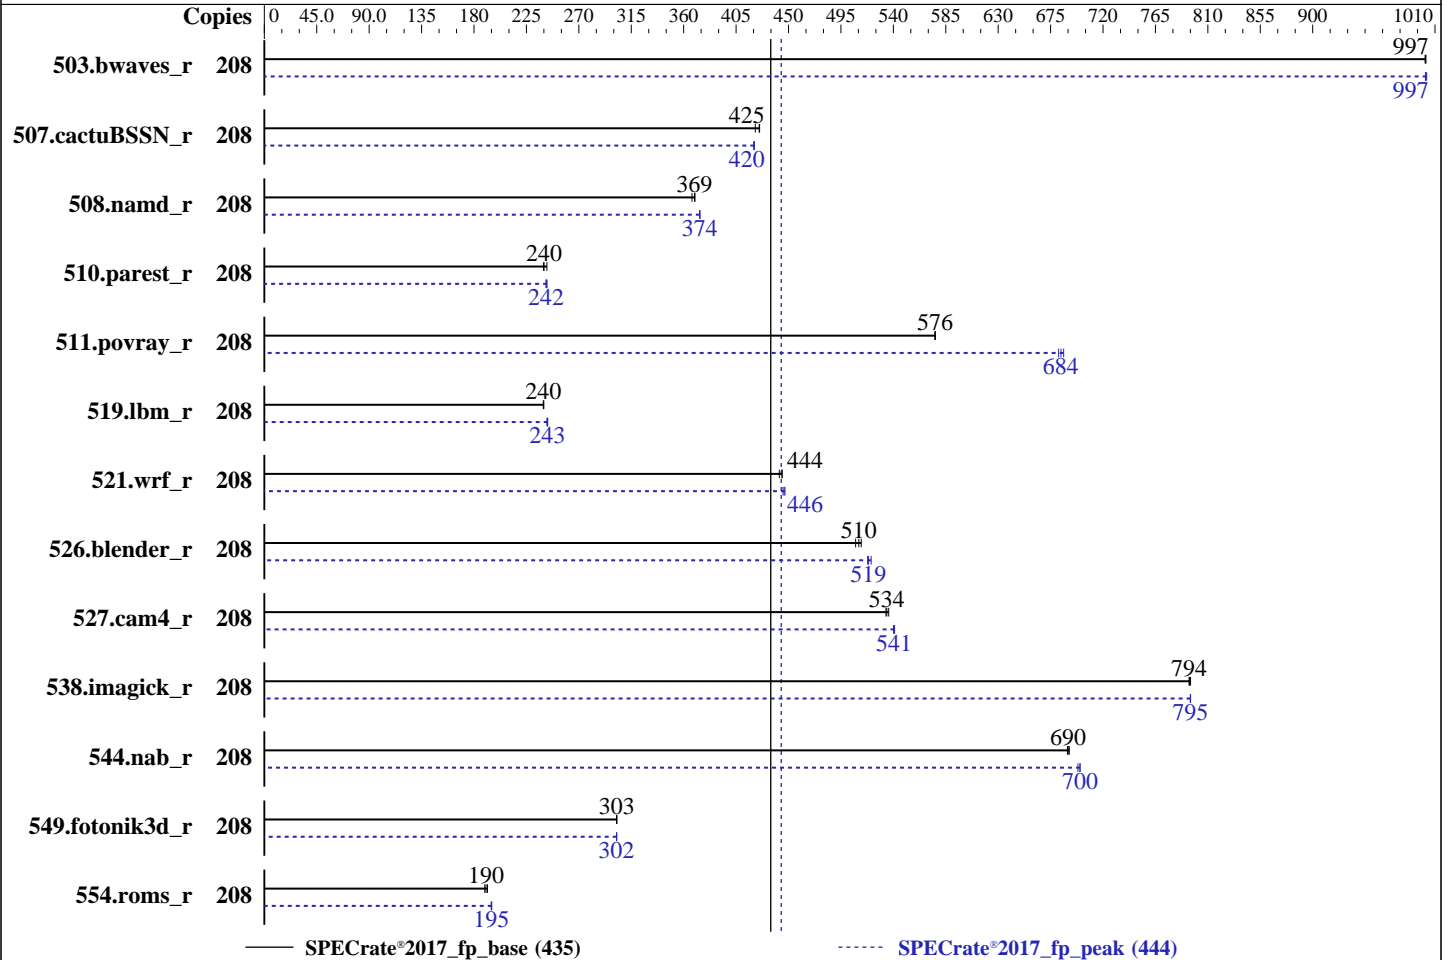 Copies 0 45.0 90.0 135 180 225 270 315 360 405 450 495 540 585 630 675 720 765 810 855 900 1010
997
503.bwaves_r 208
997
425
507.cactuBSSN_r 208
420
369
508.namd_r 208
374
240
510.parest_r 208
242
576
511.povray_r 208
684
240
519.lbm_r 208
243
444
521.wrf_r 208
446
510
526.blender_r 208
519
534
527.cam4_r 208
541
794
538.imagick_r 208
795
690
544.nab_r 208
700
303
549.fotonik3d_r 208
302
190
554.roms_r 208
195
SPECrate®2017_fp_base (435) SPECrate®2017_fp_peak (444)